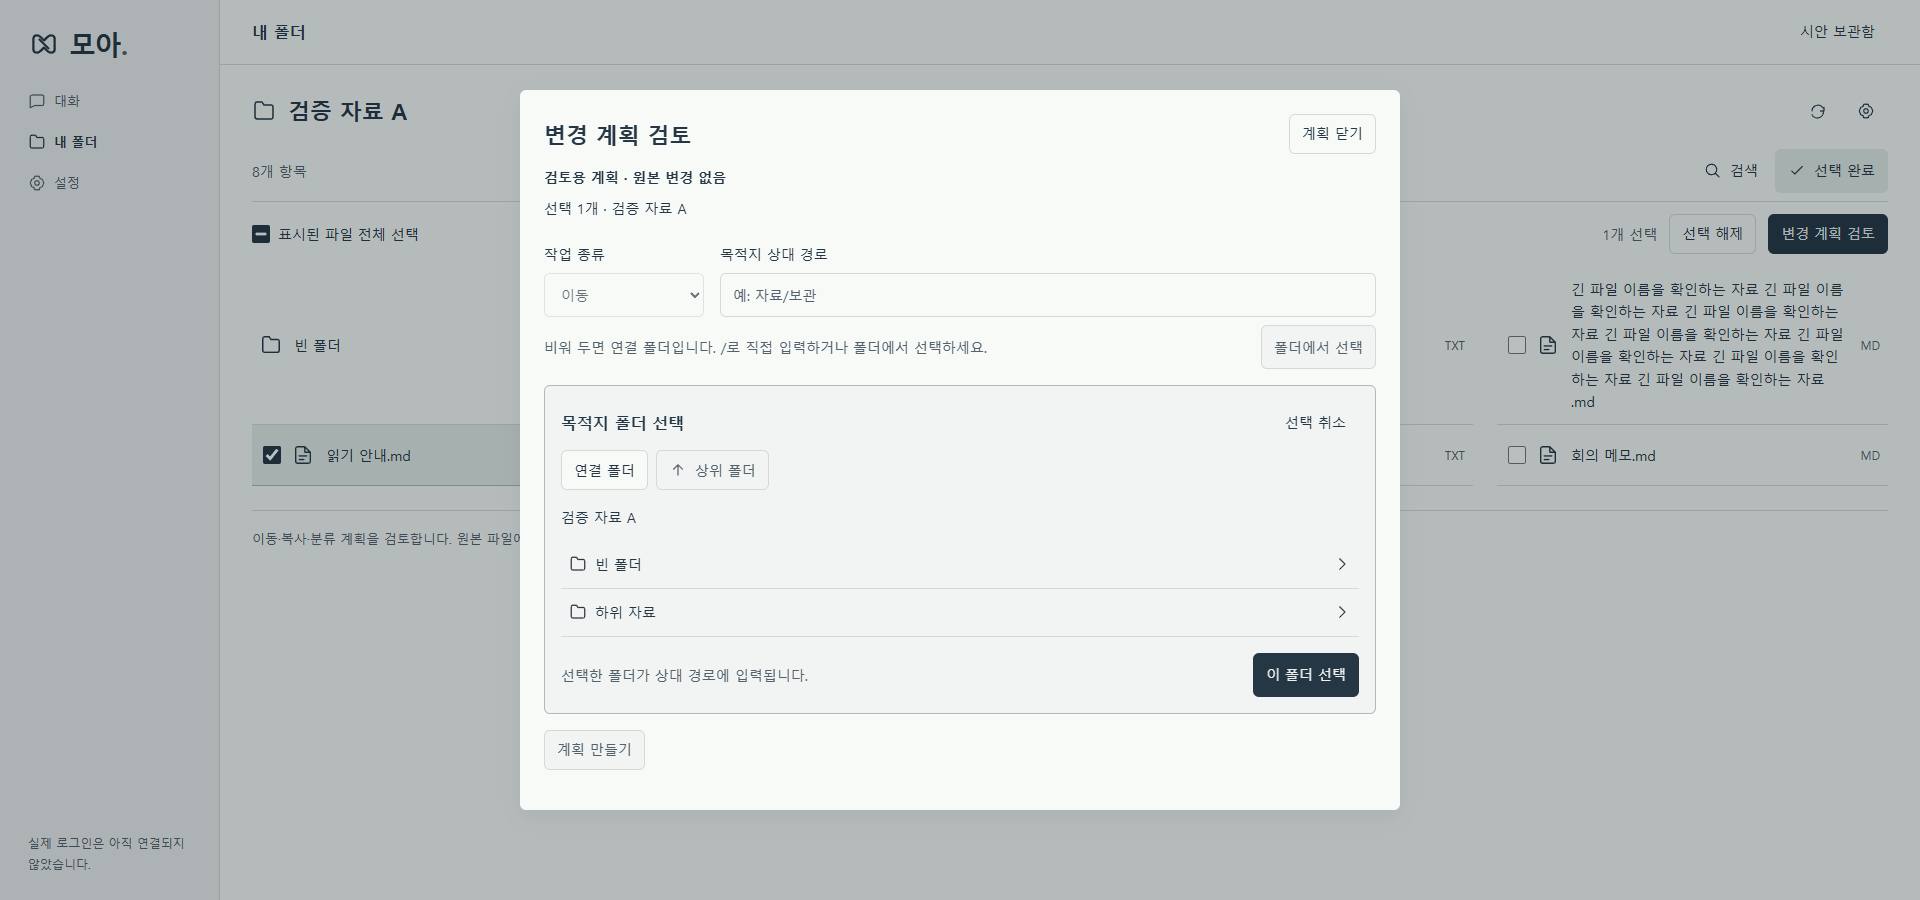 모아.
대화
내 폴더
설정
실제 로그인은 아직 연결되지
않았습니다.
내 폴더
시안 보관함
검증 자료 A
8개 항목
검색
선택 완료
표시된 파일 전체 선택
1개 선택
선택 해제
변경 계획 검토
빈 폴더
TXT
긴 파일 이름을 확인하는 자료 긴 파일 이름
을 확인하는 자료 긴 파일 이름을 확인하는
자료 긴 파일 이름을 확인하는 자료 긴 파일
이름을 확인하는 자료 긴 파일 이름을 확인
하는 자료 긴 파일 이름을 확인하는 자료
.md
MD
읽기 안내.md
TXT
회의 메모.md
MD
이동·복사·분류 계획을 검토합니다. 원본 파일
변경 계획 검토
계획 닫기
검토용 계획 · 원본 변경 없음
선택 1개 · 검증 자료 A
작업 종류
목적지 상대 경로
이동
예: 자료/보관
비워 두면 연결 폴더입니다. /로 직접 입력하거나 폴더에서 선택하세요.
폴더에서 선택
목적지 폴더 선택
선택 취소
연결 폴더
상위 폴더
검증 자료 A
빈 폴더
하위 자료
선택한 폴더가 상대 경로에 입력됩니다.
이 폴더 선택
계획 만들기